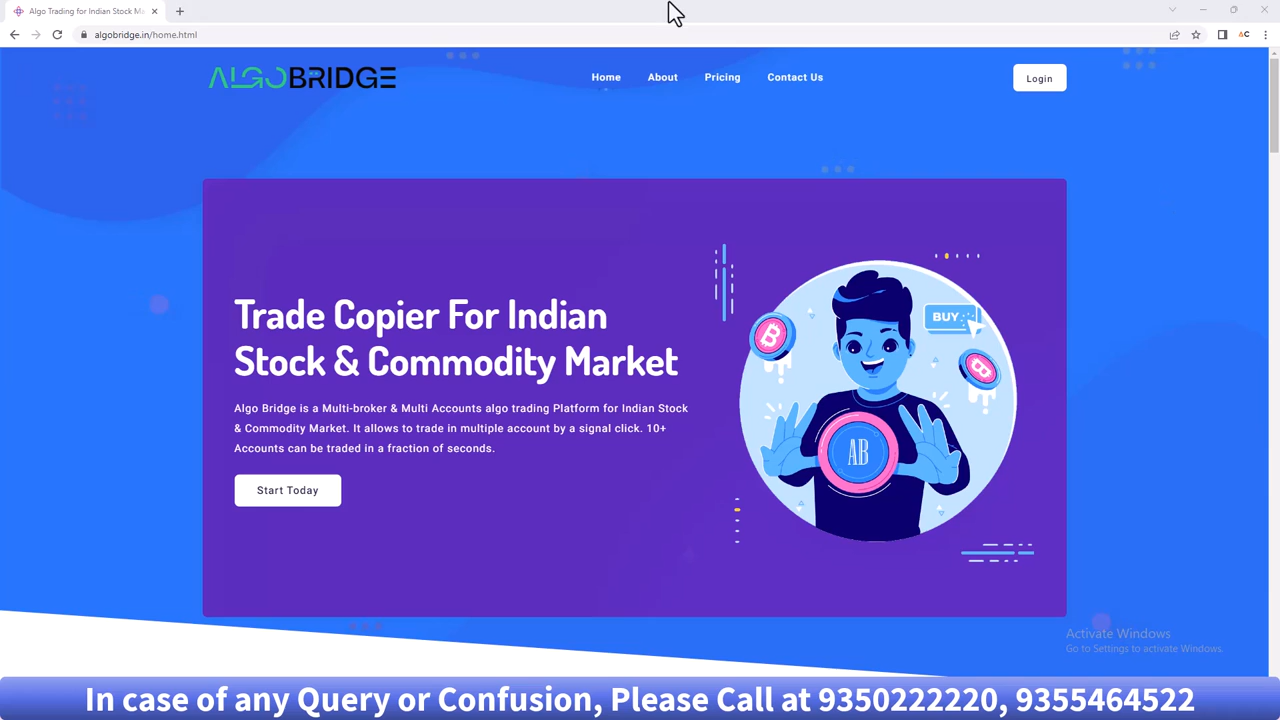 Algo Trading for Indian Stock Ma
algobridge.in/home.html
ALGOBRIDGE
Home About Pricing Contact Us
Login
Trade Copier For Indian
Stock & Commodity Market
Algo Bridge is a Multi-broker & Multi Accounts algo trading Platform for Indian Stock
& Commodity Market. It allows to trade in multiple account by a signal click. 10+
Accounts can be traded in a fraction of seconds.
Start Today
BUY
AB
Activate Windows
Go to Settings to activate Windows.
In case of any Query or Confusion, Please Call at 9350222220, 9355464522